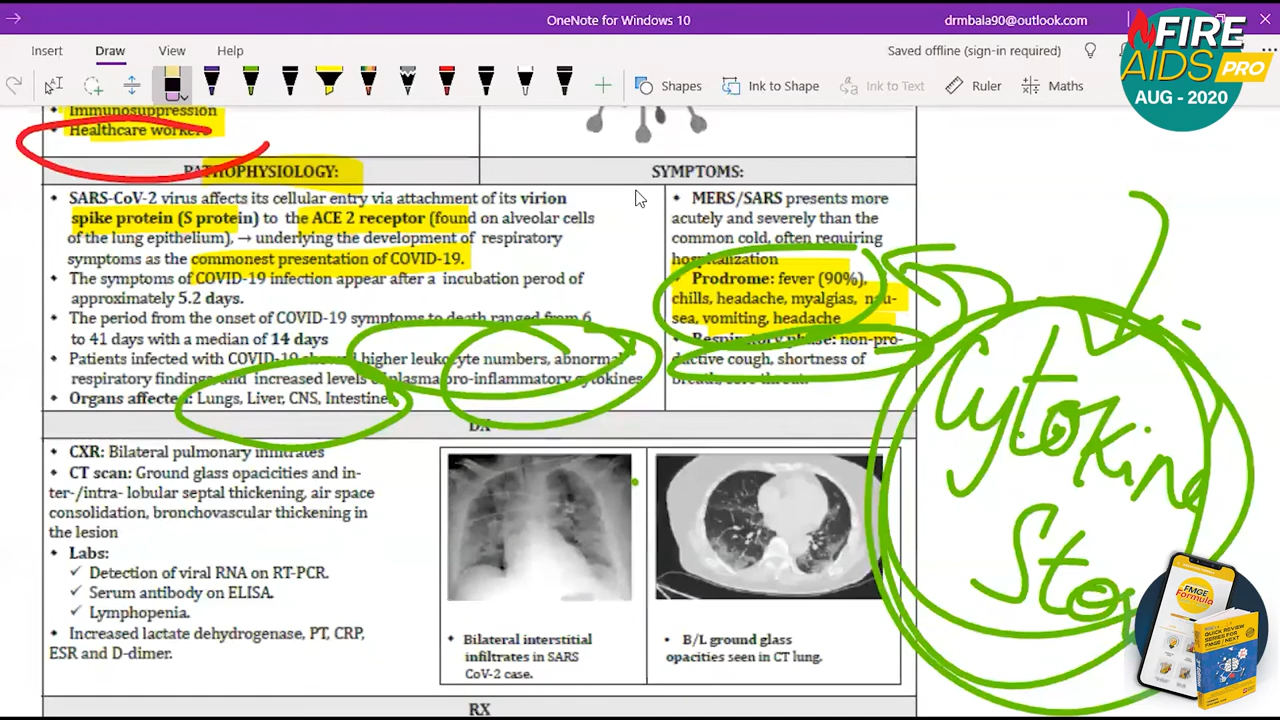 OneNote for Windows 10
drmbala90@outlook.com
Insert
Draw
View
Help
Saved offline (sign-in required)
Shapes
Ink to Shape
Ink to Text
Ruler
Maths
FIRE
AIDS PRO
AUG - 2020
Immunosuppression
Healthcare workers
PATHOPHYSIOLOGY:
SARS-CoV-2 virus affects its cellular entry via attachment of its virion
spike protein (S protein) to the ACE 2 receptor (found on alveolar cells
of the lung epithelium), → underlying the development of respiratory
symptoms as the commonest presentation of COVID-19.
The symptoms of COVID-19 infection appear after a incubation perod of
approximately 5.2 days.
The period from the onset of COVID-19 symptoms to death ranged from 6
to 41 days with a median of 14 days
Patients infected with COVID-19 showed higher leukocyte numbers, abnormal
respiratory findings and increased levels of plasma pro-inflammatory cytokines
Organs affected: Lungs, Liver, CNS, Intestine
SYMPTOMS:
MERS/SARS presents more
acutely and severely than the
common cold, often requiring
hospitalization
Prodrome: fever (90%),
chills, headache, myalgias, nau-
sea, vomiting, headache
Respiratory phase: non-pro-
ductive cough, shortness of
breath, sore throat.
Cytokine
DX
CXR: Bilateral pulmonary infiltrates
CT scan: Ground glass opacities and in-
ter-/intra- lobular septal thickening, air space
consolidation, bronchovascular thickening in
the lesion
Labs:
✓ Detection of viral RNA on RT-PCR.
✓ Serum antibody on ELISA.
✓ Lymphopenia.
Increased lactate dehydrogenase, PT, CRP,
ESR and D-dimer.
Bilateral interstitial
infiltrates in SARS
CoV-2 case.
B/L ground glass
opacities seen in CT lung.
RX
FMGE
Formula
QUICK REVIEW
SERIES FOR
FMGE / NEXT